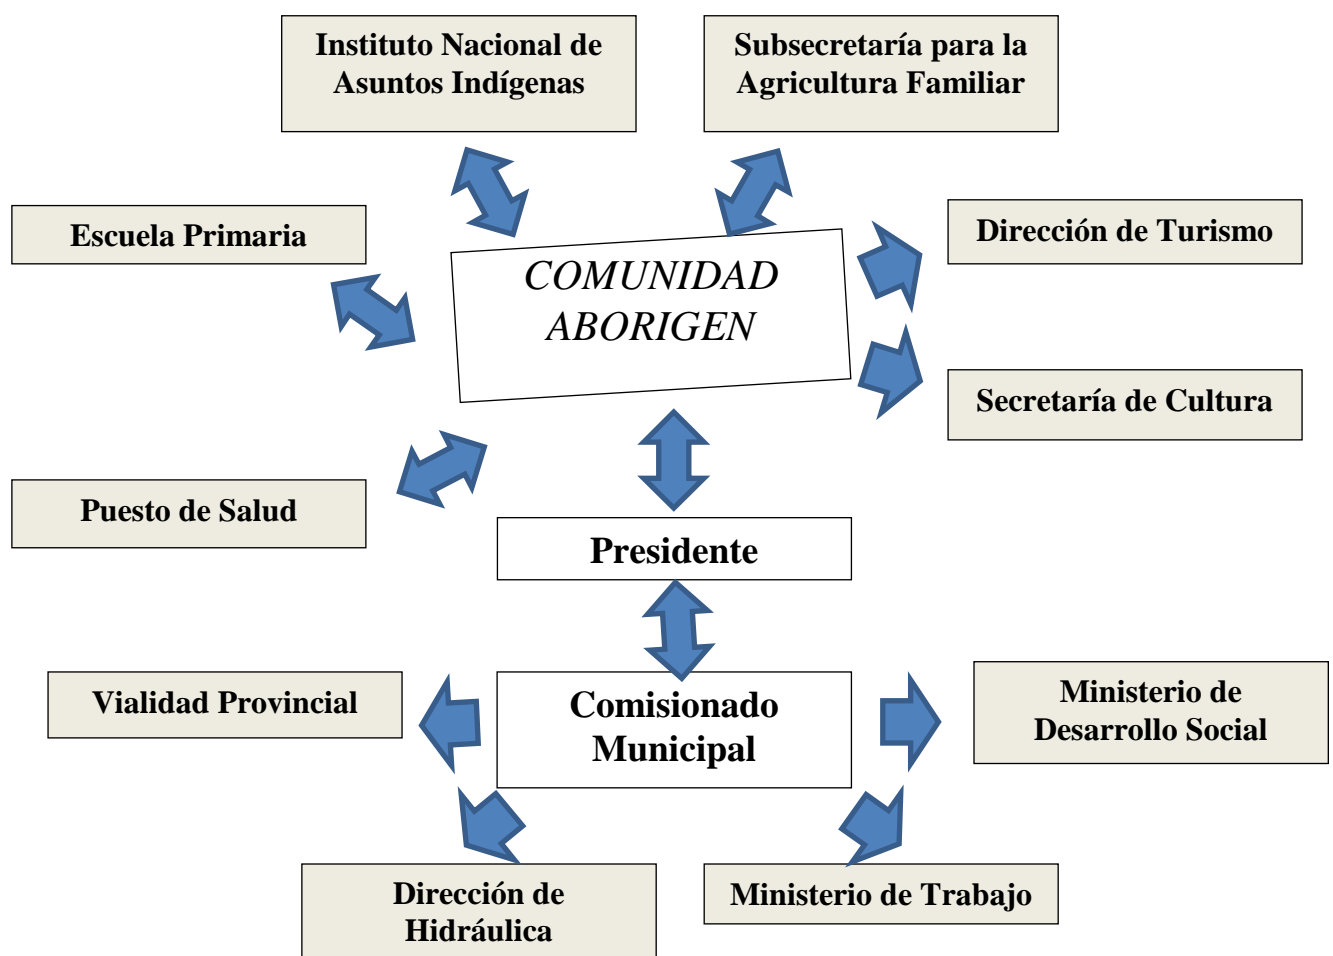 Instituto Nacional de
Asuntos Indígenas
Subsecretaría para la
Agricultura Familiar
Escuela Primaria
COMUNIDAD
ABORIGEN
Dirección de Turismo
Secretaría de Cultura
Puesto de Salud
Presidente
Vialidad Provincial
Comisionado
Municipal
Ministerio de
Desarrollo Social
Dirección de
Hidráulica
Ministerio de Trabajo